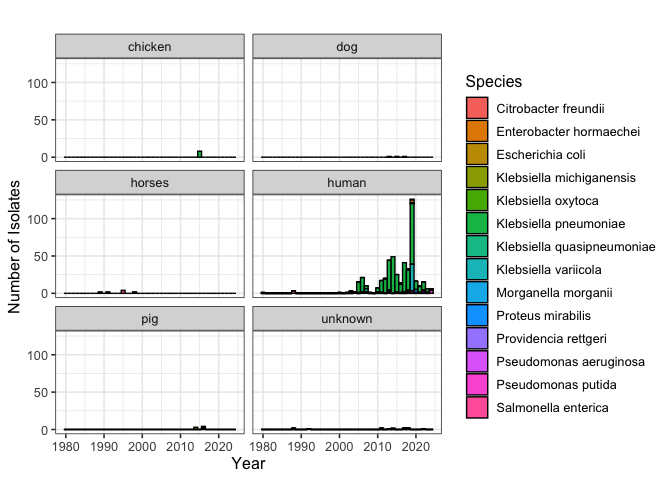 chicken
dog
horses
human
pig
unknown
100
50
0
100
50
0
100
50
0
1980
1990
2000
2010
2020
1980
1990
2000
2010
2020
Number of Isolates
Year
Species
Citrobacter freundii
Enterobacter hormaechei
Escherichia coli
Klebsiella michiganensis
Klebsiella oxytoca
Klebsiella pneumoniae
Klebsiella quasipneumoniae
Klebsiella variicola
Morganella morganii
Proteus mirabilis
Providencia rettgeri
Pseudomonas aeruginosa
Pseudomonas putida
Salmonella enterica